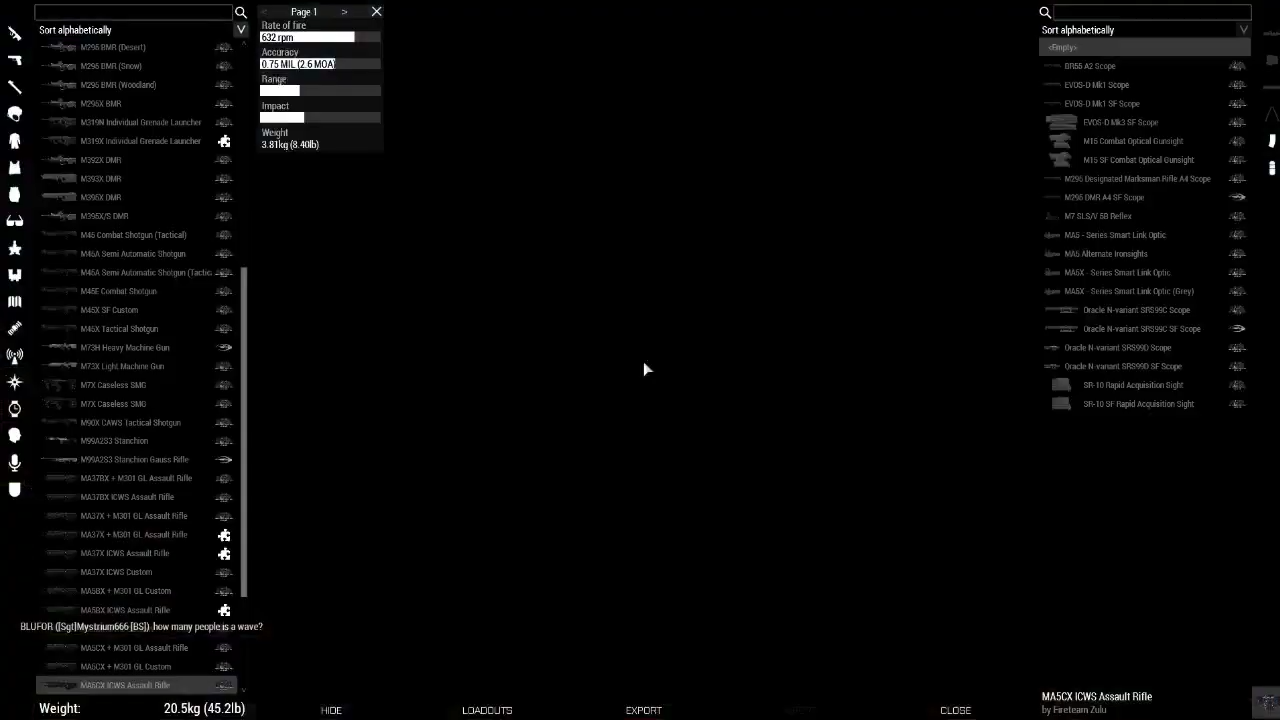 Sort alphabetically
M295 BMR (Desert)
M295 BMR (Snow)
M295 BMR (Woodland)
M295X BMR
M319N Individual Grenade Launcher
M319X Individual Grenade Launcher
M392X DMR
M393X DMR
M395X DMR
M395X/S DMR
M45 Combat Shotgun (Tactical)
M45A Semi Automatic Shotgun
M45A Semi Automatic Shotgun (Tactic
M45E Combat Shotgun
M45X SF Custom
M45X Tactical Shotgun
M73H Heavy Machine Gun
M73X Light Machine Gun
M7X Caseless SMG
M7X Caseless SMG
M90X CAWS Tactical Shotgun
M99A2S3 Stanchion
M99A2S3 Stanchion Gauss Rifle
MA37BX + M301 GL Assault Rifle
MA37BX ICWS Assault Rifle
MA37X + M301 GL Assault Rifle
MA37X + M301 GL Assault Rifle
MA37X ICWS Assault Rifle
MA37X ICWS Custom
MA5BX + M301 GL Custom
MA5BX ICWS Assault Rifle
BLUFOR ([Sgt]Mystrium666 [BS]) how many people is a wave?
MA5CX + M301 GL Assault Rifle
MA5CX + M301 GL Custom
MA5CX ICWS Assault Rifle
Weight: 20.5kg (45.2lb)
< Page 1 >
Rate of fire
632 rpm
Accuracy
0.75 MIL (2.6 MOA)
Range
Impact
Weight
3.81kg (8.40lb)
HIDE
LOADOUTS
EXPORT
CLOSE
Sort alphabetically
<Empty>
BR55 A2 Scope
EVOS-D Mk1 Scope
EVOS-D Mk1 SF Scope
EVOS-D Mk3 SF Scope
M15 Combat Optical Gunsight
M15 SF Combat Optical Gunsight
M295 Designated Marksman Rifle A4 Scope
M295 DMR A4 SF Scope
M7 SLS/V 5B Reflex
MA5 - Series Smart Link Optic
MA5 Alternate Ironsights
MA5X - Series Smart Link Optic
MA5X - Series Smart Link Optic (Grey)
Oracle N-variant SRS99C Scope
Oracle N-variant SRS99C SF Scope
Oracle N-variant SRS99D Scope
Oracle N-variant SRS99D SF Scope
SR-10 Rapid Acquisition Sight
SR-10 SF Rapid Acquisition Sight
MA5CX ICWS Assault Rifle
by Fireteam Zulu